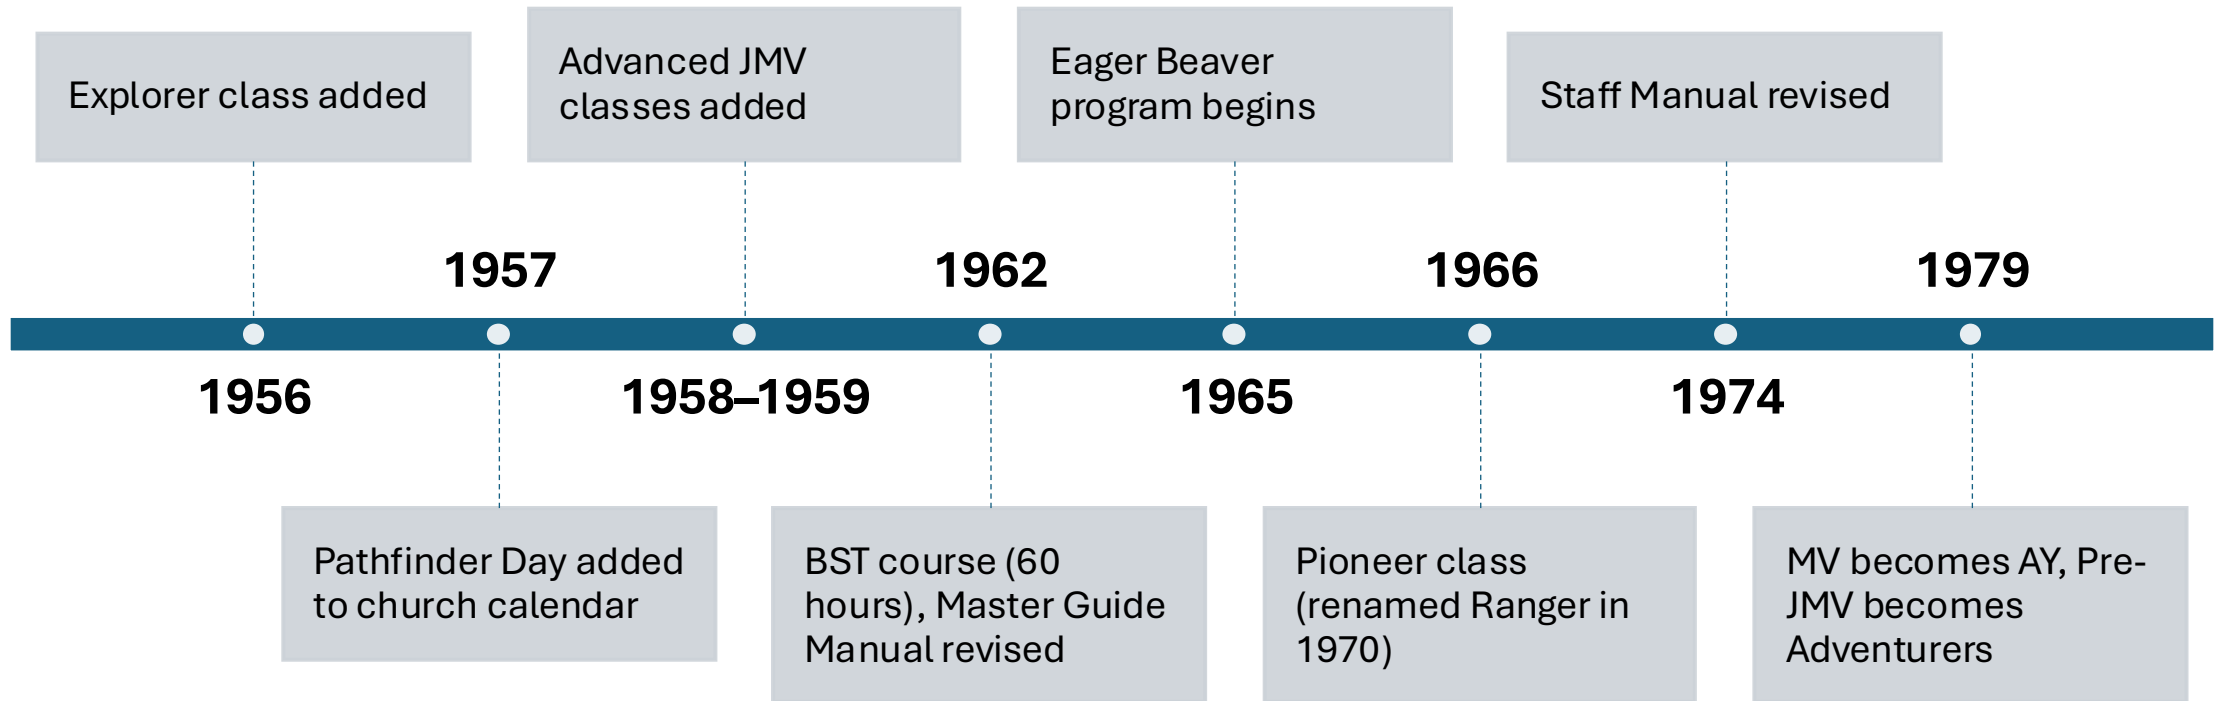 Explorer class added
Advanced JMV
classes added
Eager Beaver
program begins
Staff Manual revised
1957
1962
1966
1979
1956
1958–1959
1965
1974
Pathfinder Day added
to church calendar
BST course (60
hours), Master Guide
Manual revised
Pioneer class
(renamed Ranger in
1970)
MV becomes AY, Pre-
JMV becomes
Adventurers